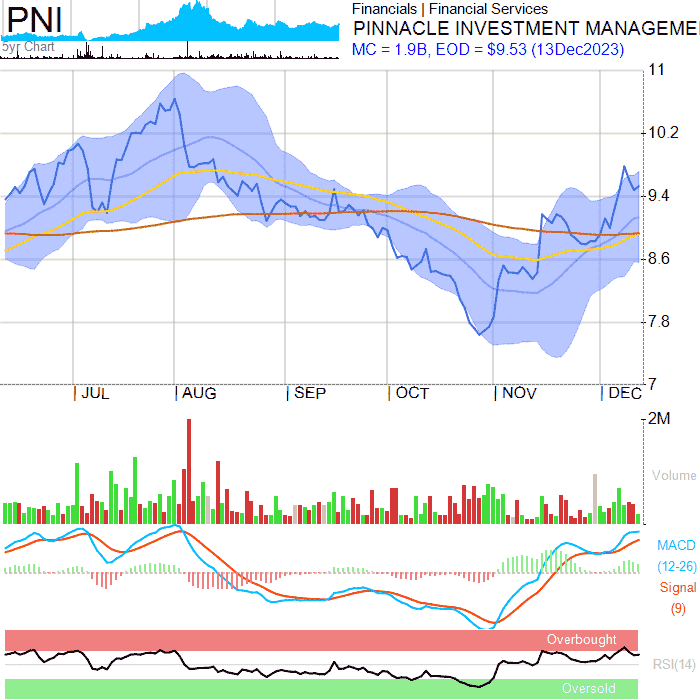 PNI
5yr Chart
Financials | Financial Services
PINNACLE INVESTMENT MANAGEME
MC = 1.9B, EOD = $9.53 (13Dec2023)
11
10.2
9.4
8.6
7.8
7
JUL
AUG
SEP
OCT
NOV
DEC
2M
Volume
MACD
(12-26)
Signal
(9)
Overbought
RSI(14)
Oversold